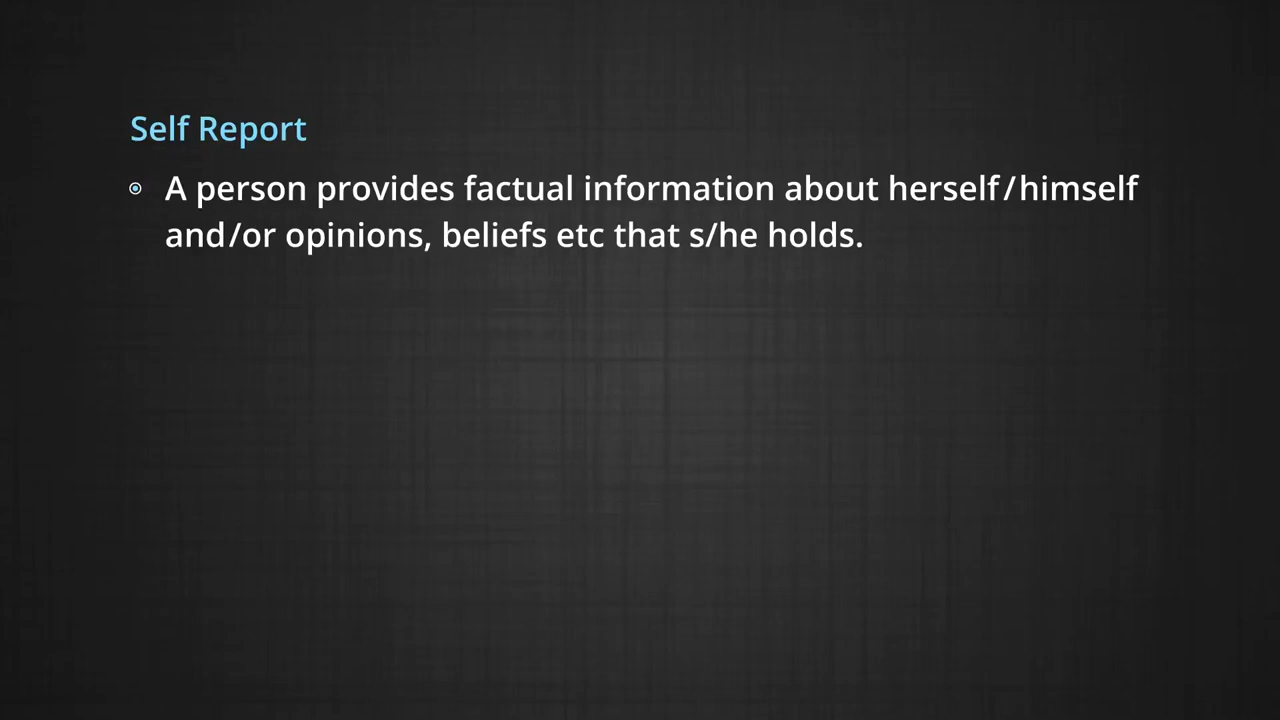 Self Report
A person provides factual information about herself/himself
and/or opinions, beliefs etc that s/he holds.